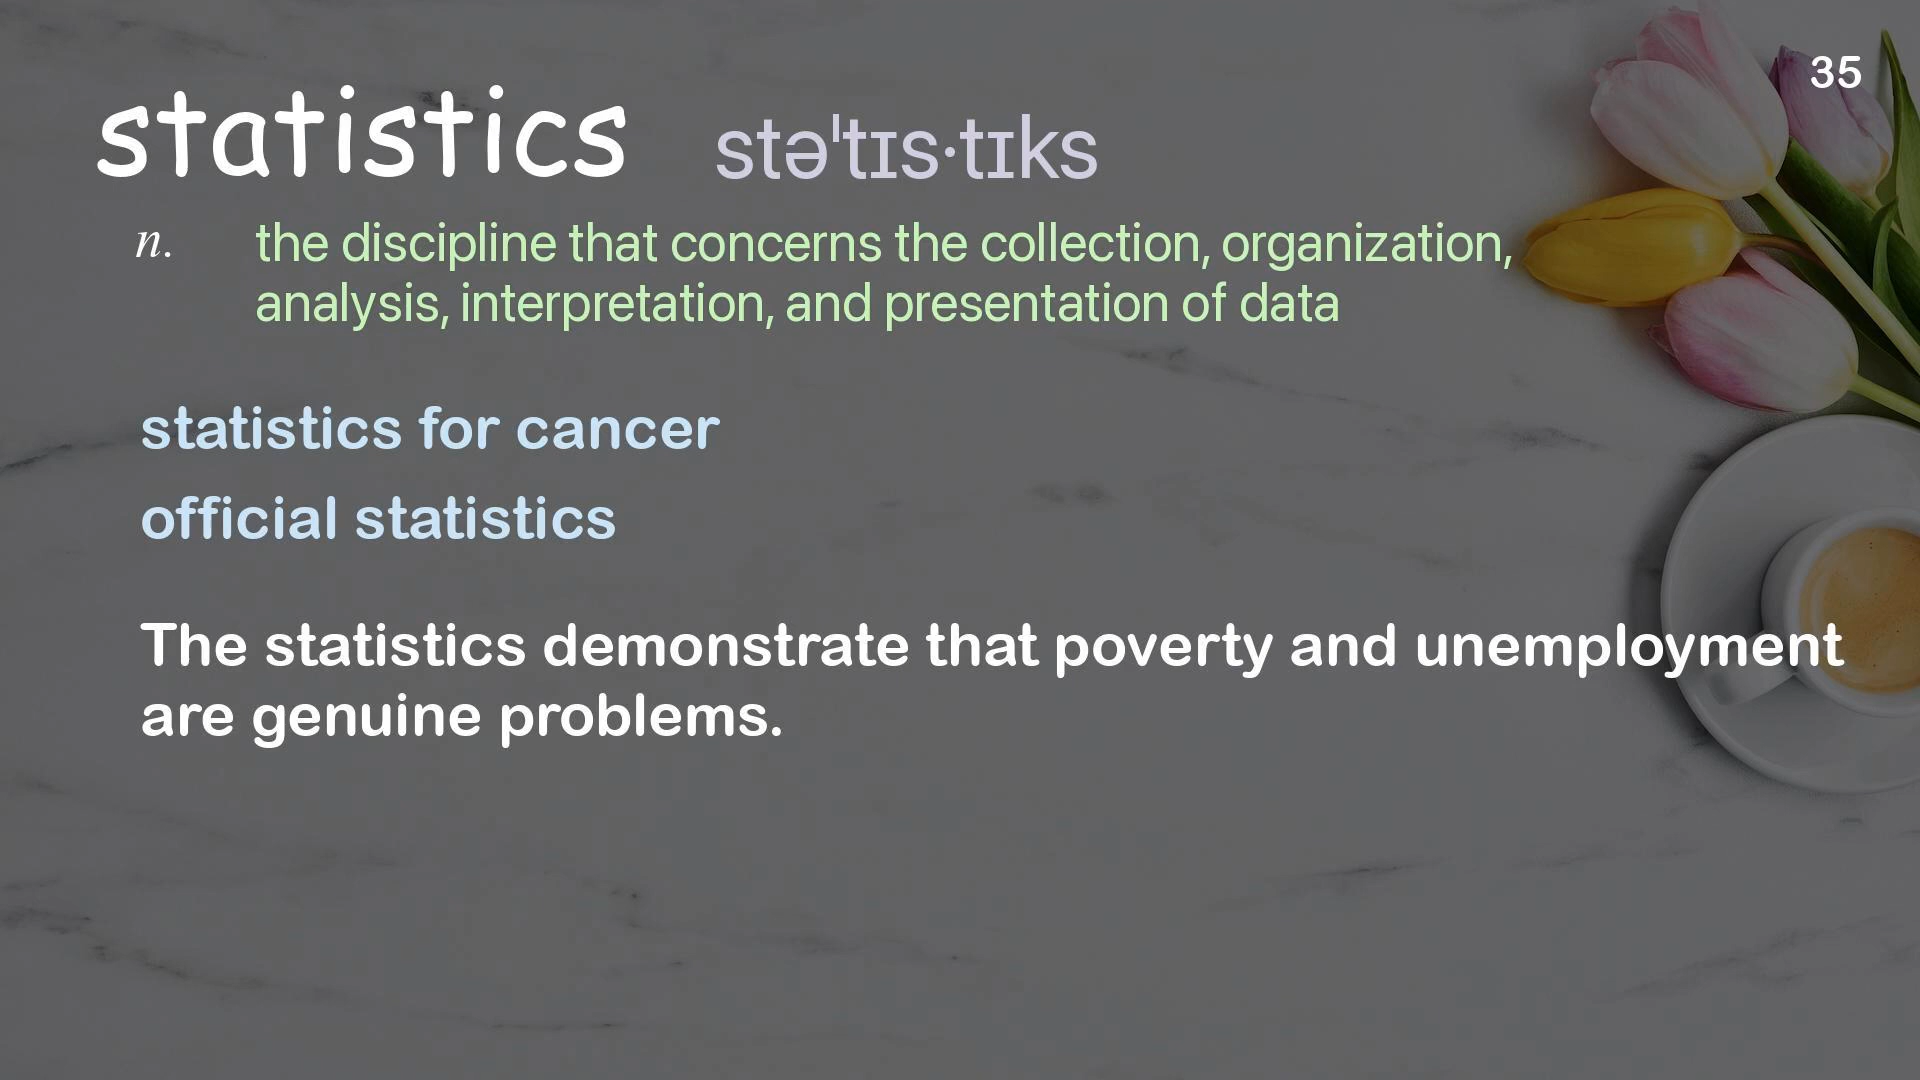 35
statistics stəˈtɪs·tɪks
n. the discipline that concerns the collection, organization,
analysis, interpretation, and presentation of data
statistics for cancer
official statistics
The statistics demonstrate that poverty and unemployment
are genuine problems.